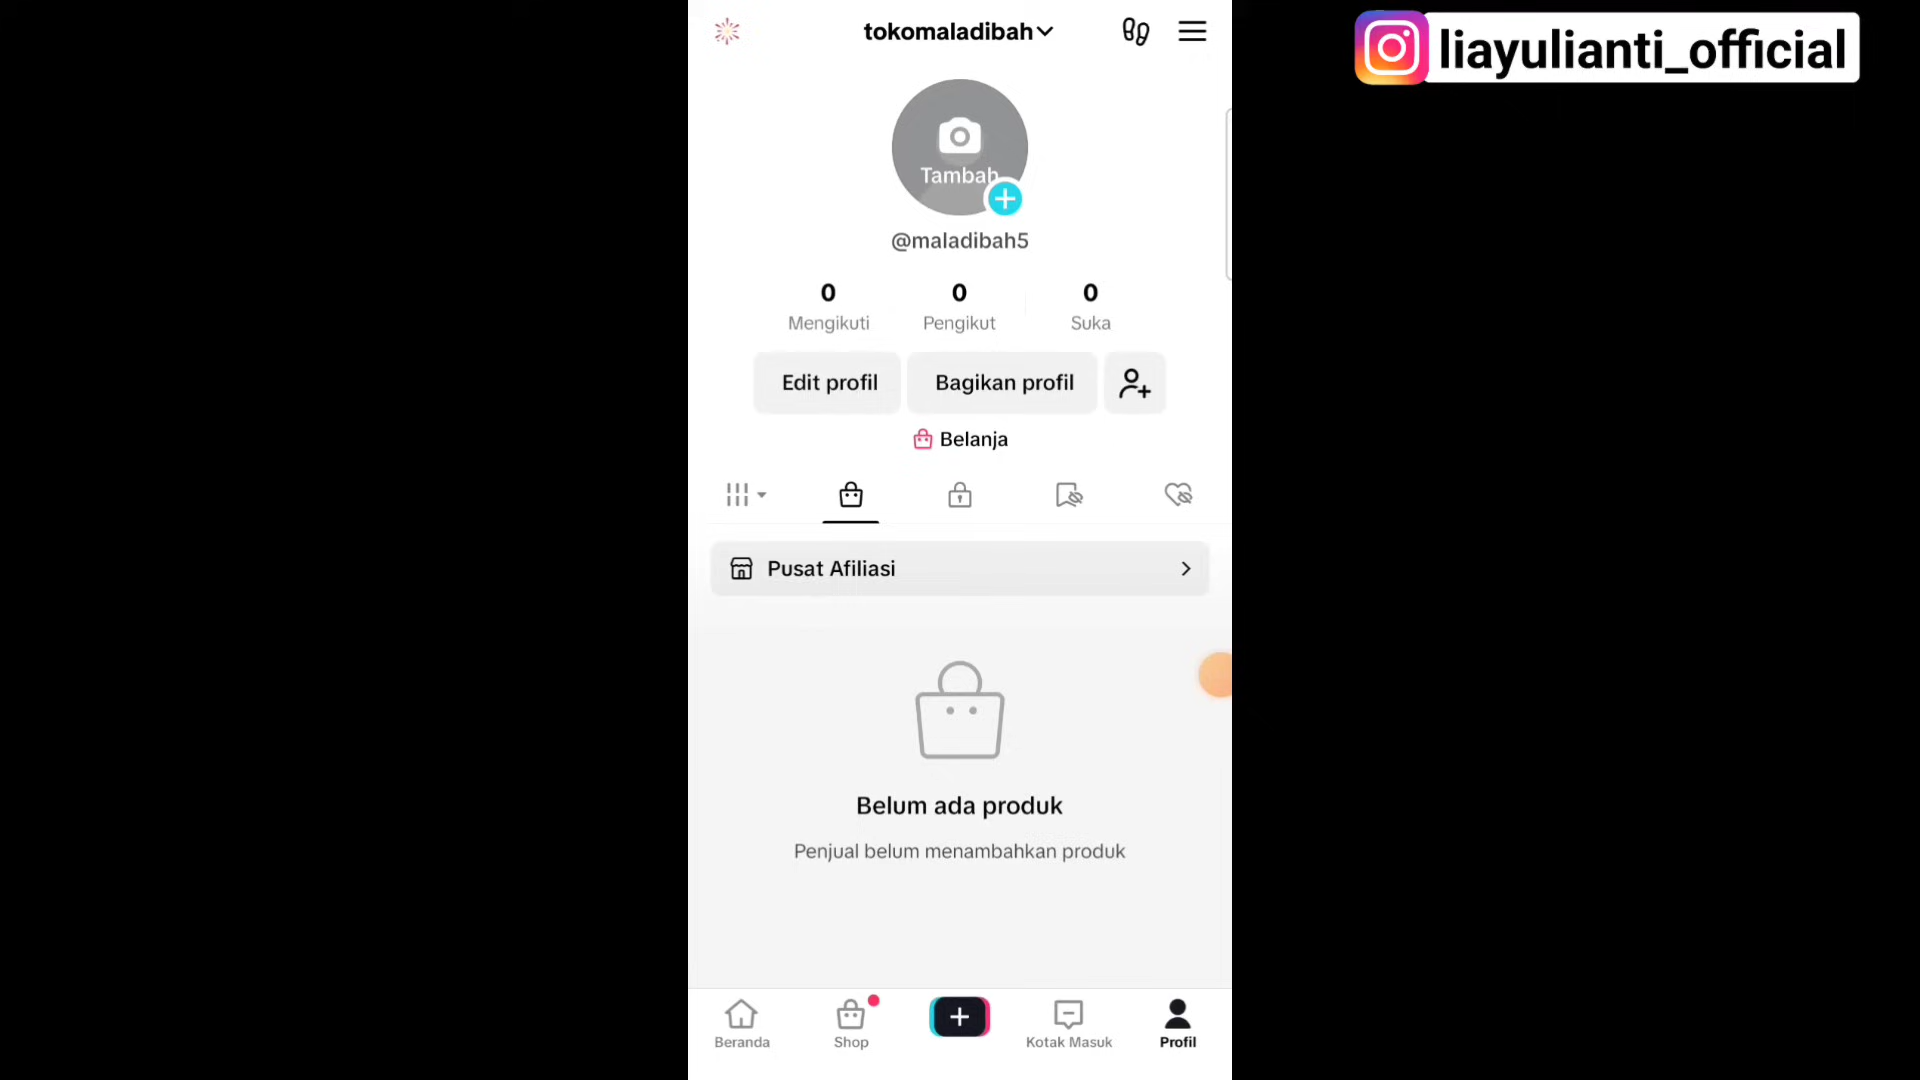 tokomaladibah
liayulianti_official
Tambah
@maladibah5
0 0 0
Mengikuti Pengikut Suka
Edit profil Bagikan profil
Belanja
Pusat Afiliasi
Belum ada produk
Penjual belum menambahkan produk
Beranda Shop Kotak Masuk Profil